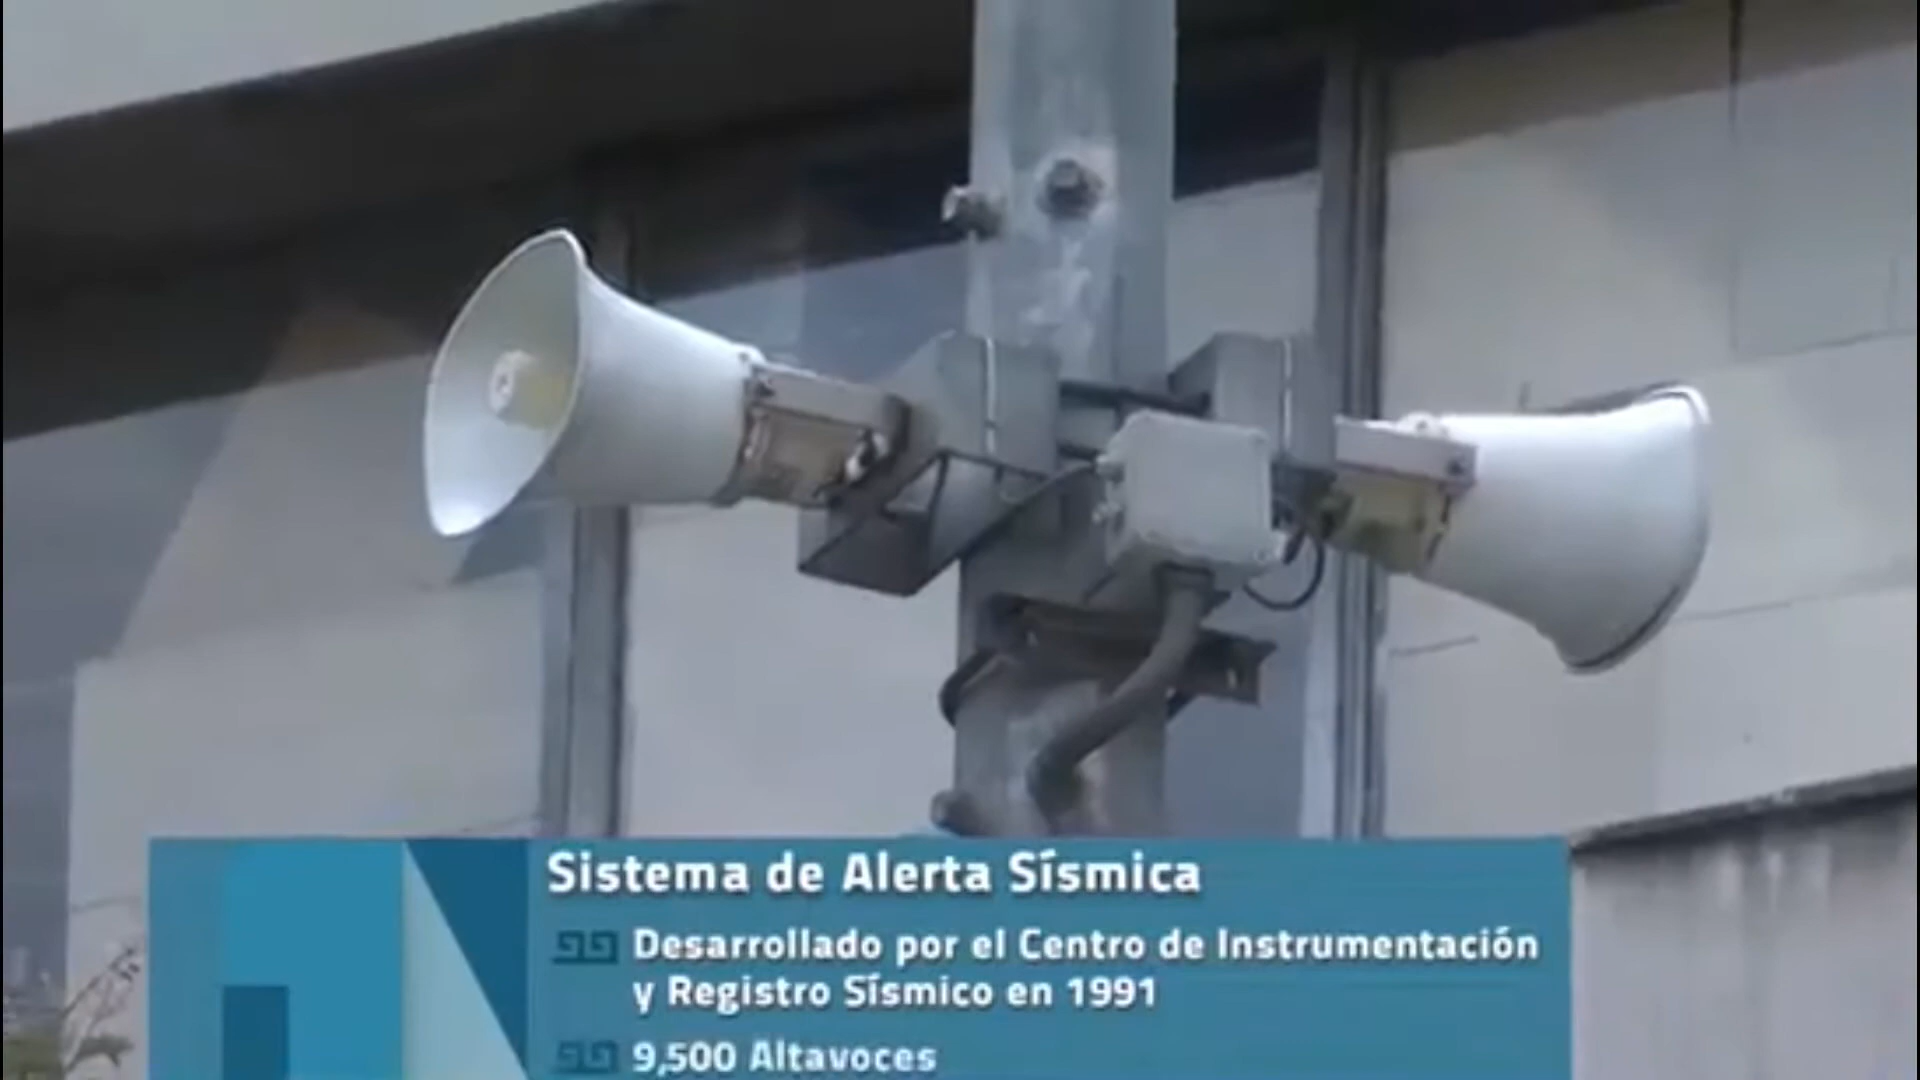 Sistema de Alerta Sísmica
Desarrollado por el Centro de Instrumentación
y Registro Sísmico en 1991
9,500 Altavoces